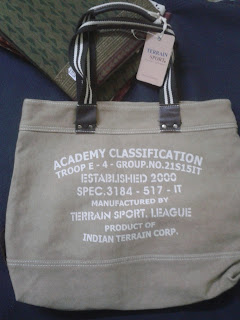 TERRAIN
SPORT.
ACADEMY CLASSIFICATION
TROOP E - 4 - GROUP.NO.21S15IT
ESTABLISHED 2000
SPEC.3184 - 517 - IT
MANUFACTURED BY
TERRAIN SPORT. LEAGUE
PRODUCT OF
INDIAN TERRAIN CORP.